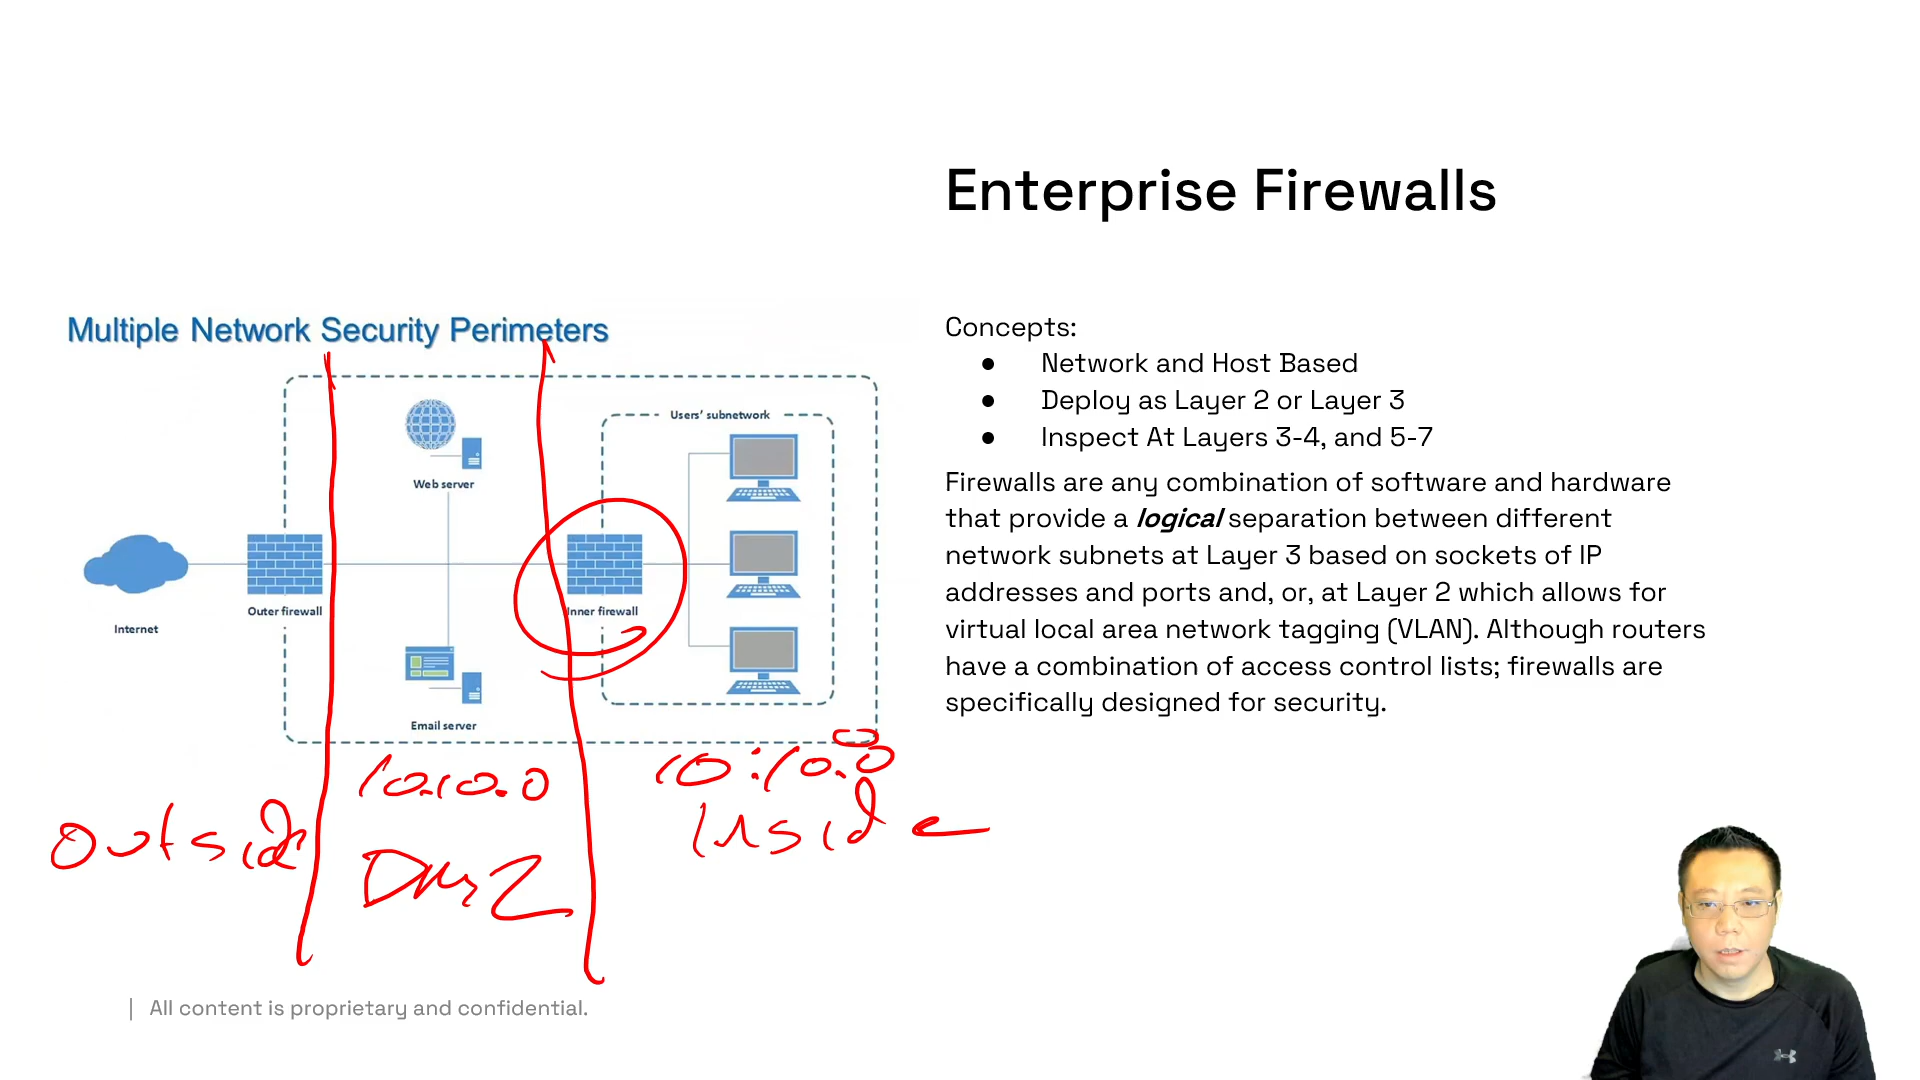 Enterprise Firewalls
Multiple Network Security Perimeters
Users' subnetwork
Web server
Outer firewall
Inner firewall
Internet
Email server
10.10.0
10.10.0
outside
Inside
DMZ
Concepts:
● Network and Host Based
● Deploy as Layer 2 or Layer 3
● Inspect At Layers 3-4, and 5-7
Firewalls are any combination of software and hardware
that provide a logical separation between different
network subnets at Layer 3 based on sockets of IP
addresses and ports and, or, at Layer 2 which allows for
virtual local area network tagging (VLAN). Although routers
have a combination of access control lists; firewalls are
specifically designed for security.
| All content is proprietary and confidential.